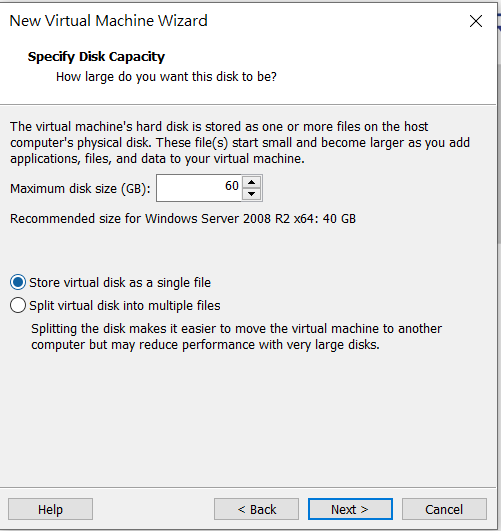 New Virtual Machine Wizard
Specify Disk Capacity
How large do you want this disk to be?
The virtual machine's hard disk is stored as one or more files on the host
computer's physical disk. These file(s) start small and become larger as you add
applications, files, and data to your virtual machine.
Maximum disk size (GB): 60
Recommended size for Windows Server 2008 R2 x64: 40 GB
Store virtual disk as a single file
Split virtual disk into multiple files
Splitting the disk makes it easier to move the virtual machine to another
computer but may reduce performance with very large disks.
Help < Back Next > Cancel